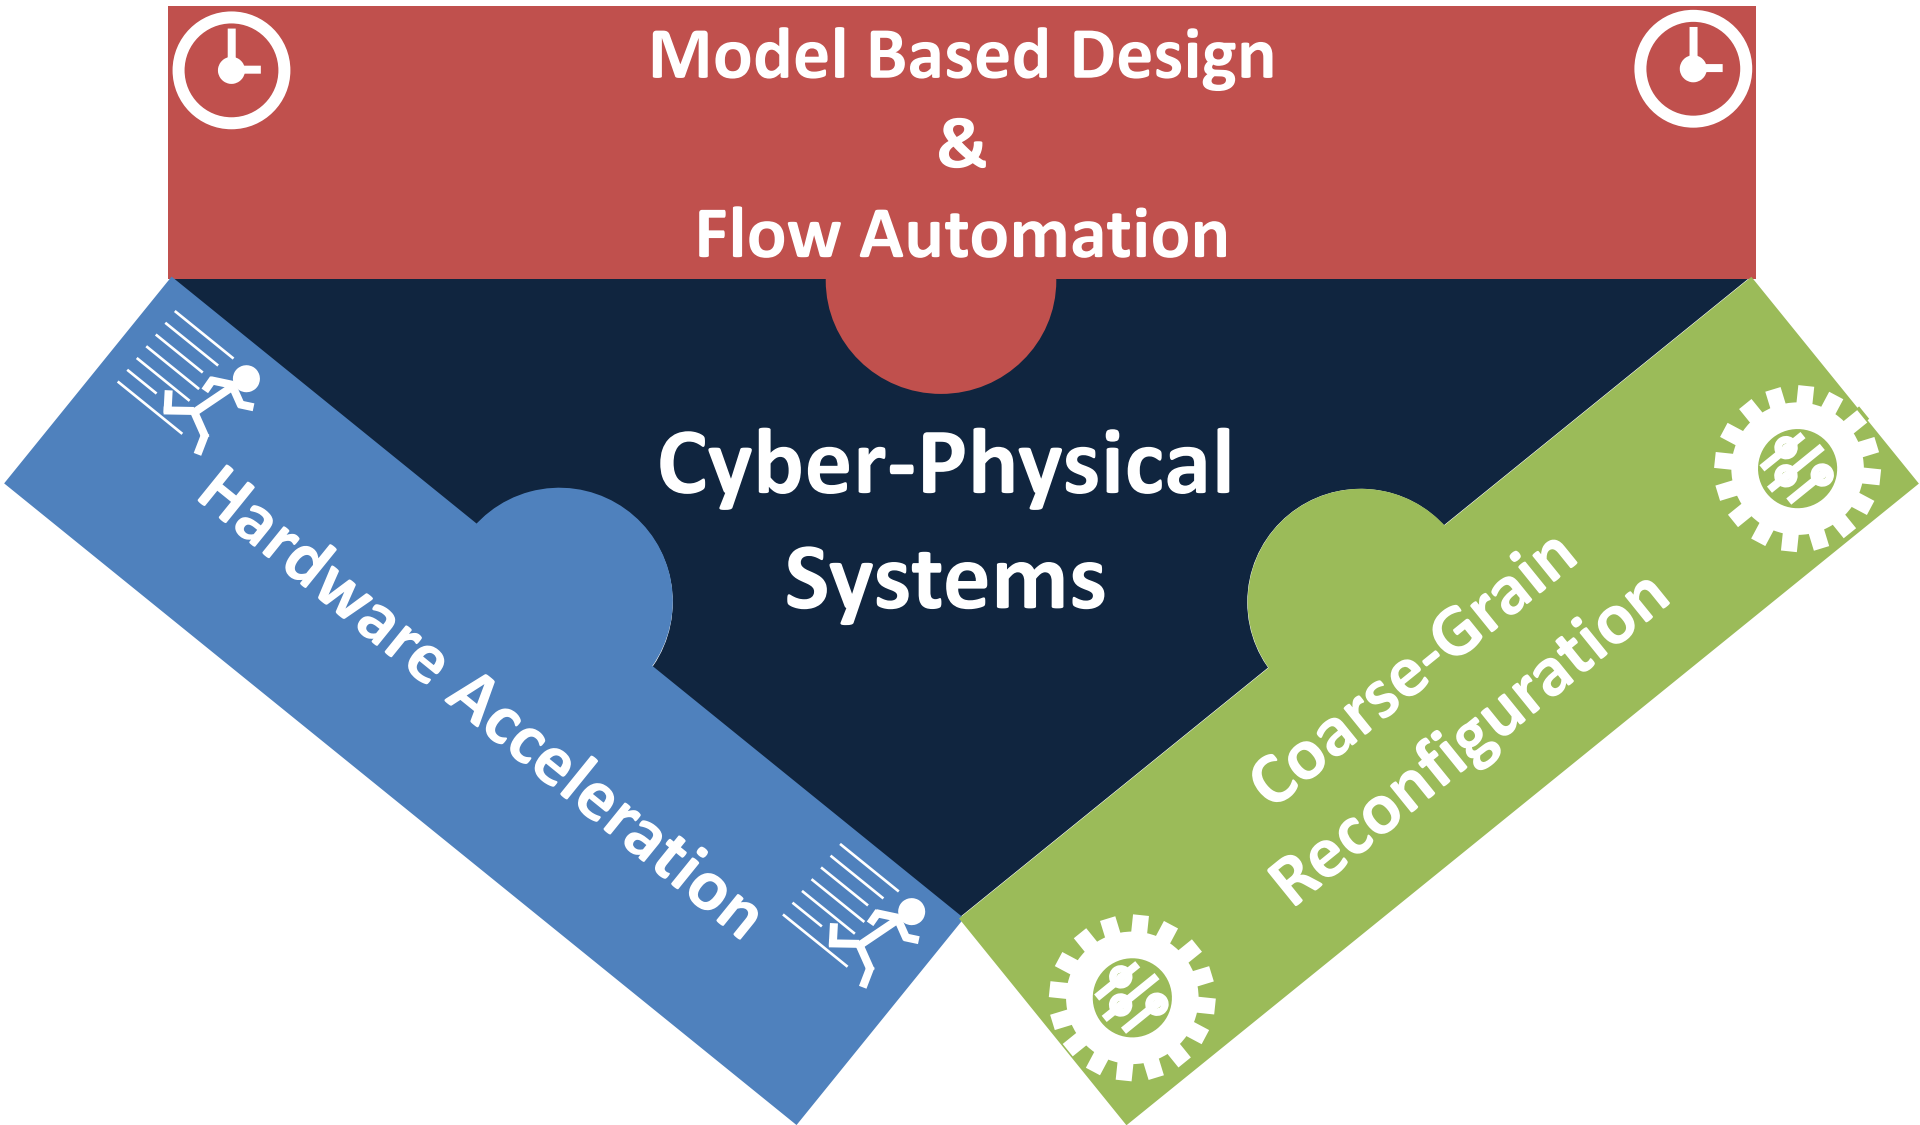 Model Based Design
&
Flow Automation
Cyber-Physical
Systems
Hardware Acceleration
Coarse-Grain
Reconfiguration